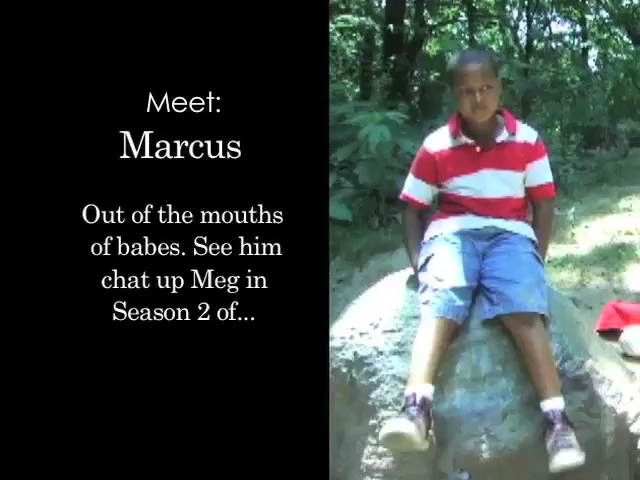 Meet:
Marcus
Out of the mouths
of babes. See him
chat up Meg in
Season 2 of...